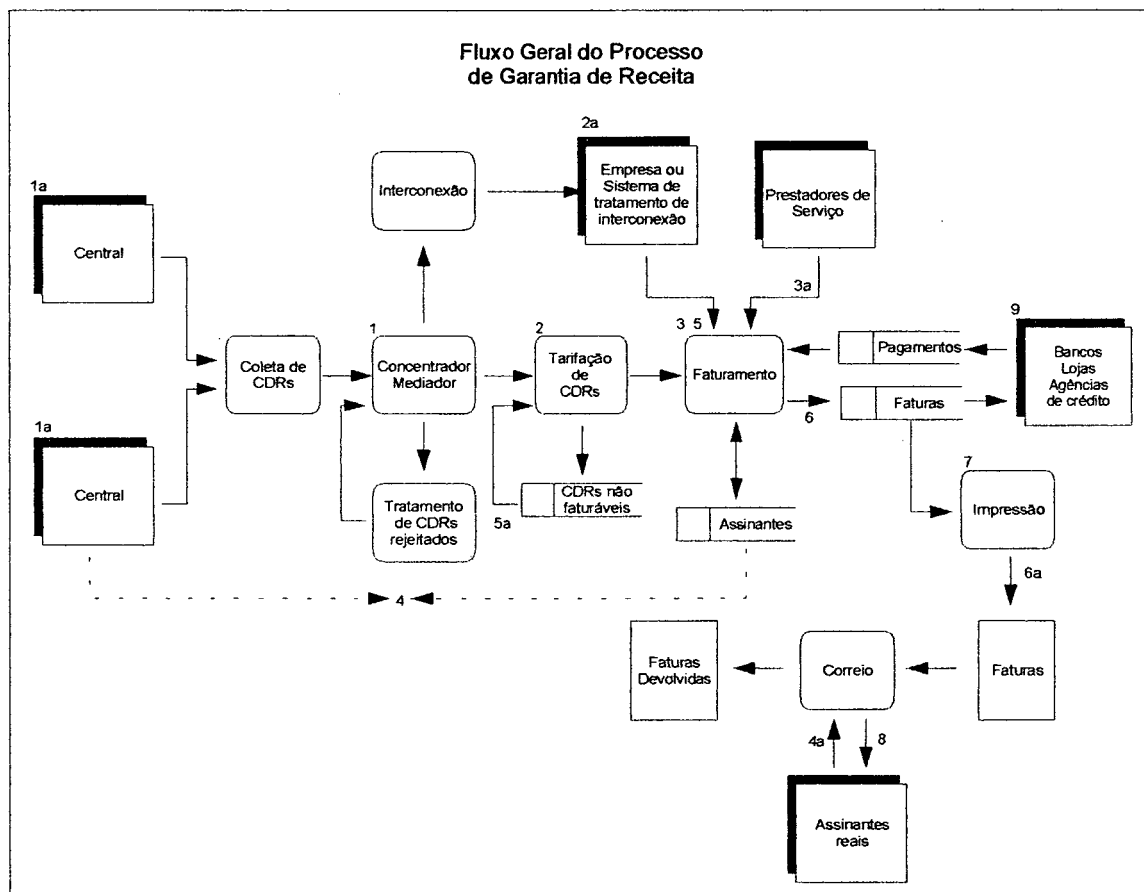 Fluxo Geral do Processo
de Garantia de Receita
1a
Central
1a
Central
Coleta de
CDRs
Interconexão
1
Concentrador
Mediador
Tratamento
de CDRs
rejeitados
2a
Empresa ou
Sistema de
tratamento de
interconexão
Prestadores de
Serviço
3a
2
Tarifação
de
CDRs
CDRs não
faturáveis
5a
3 5
Faturamento
Assinantes
4
Pagamentos
Faturas
6
9
Bancos
Lojas
Agências
de crédito
7
Impressão
6a
Faturas
Correio
Faturas
Devolvidas
4a
8
Assinantes
reais